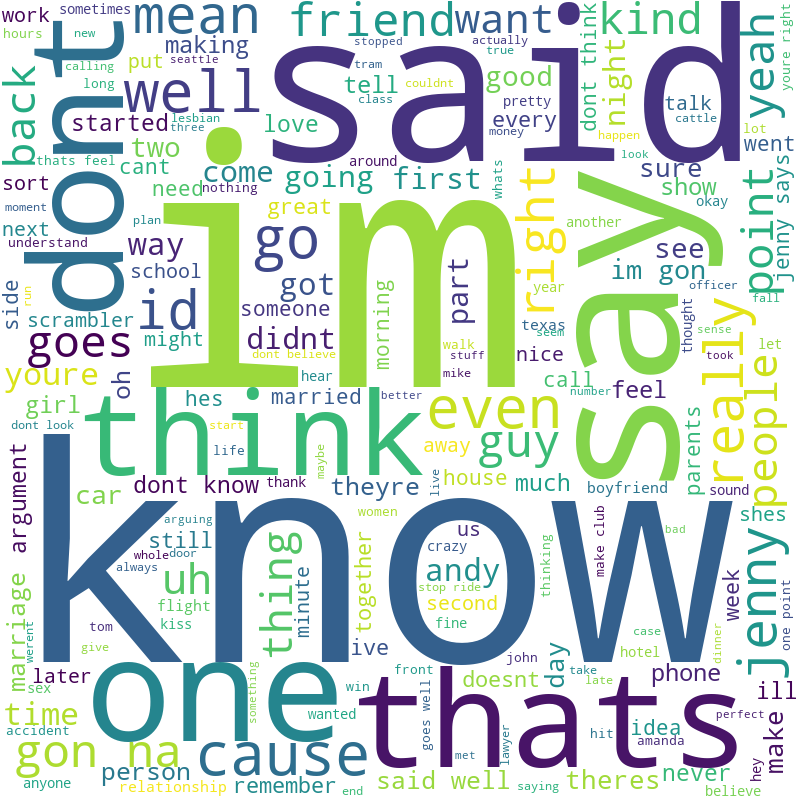 work
sometimes
mean
friend
want
kind
said
hours
new
making
stopped
actually
true
youre right
dont
calling
seattle
put
tram
yeah
back
long
well
tell
good
dont think
night
talk
lesbian
class
pretty
cattle
started
three
love
every
money
happen
lot
went
thats feel
two
around
look
sort
cant
come
going
first
whats
sure
jenny says
moment
need
nothing
im
right
say
show
okay
point
next
plan
great
another
understand
way
go
see
side
school
got
part
im gon
officer
run
id
someone
year
fall
scrambler
texas
thought
goes
might
didnt
morning
walk
seem
sense
let
dont believe
stuff
nice
took
youre
oh
hear
mike
call
really
people
girl
hes
married
better
even
feel
number
dont look
think
start
guy
parents
life
away
argument
maybe
car
dont know
thank
theyre
live
house
much
boyfriend
sound
shes
know
arguing
women
still
us
make club
bad
whole
door
crazy
always
uh
thing
minute
together
andy
thinking
week
jenny
one point
marriage
flight
stop ride
kiss
second
tom
fine
werent
give
ive
john
case
dinner
later
one
something
front
take
day
hotel
phone
ill
sex
doesnt
late
time
win
thats
accident
wanted
goes well
hit
idea
perfect
make
gon na
cause
met
lawyer
amanda
hey
person
said well
theres
never
anyone
relationship
remember
end
saying
believe